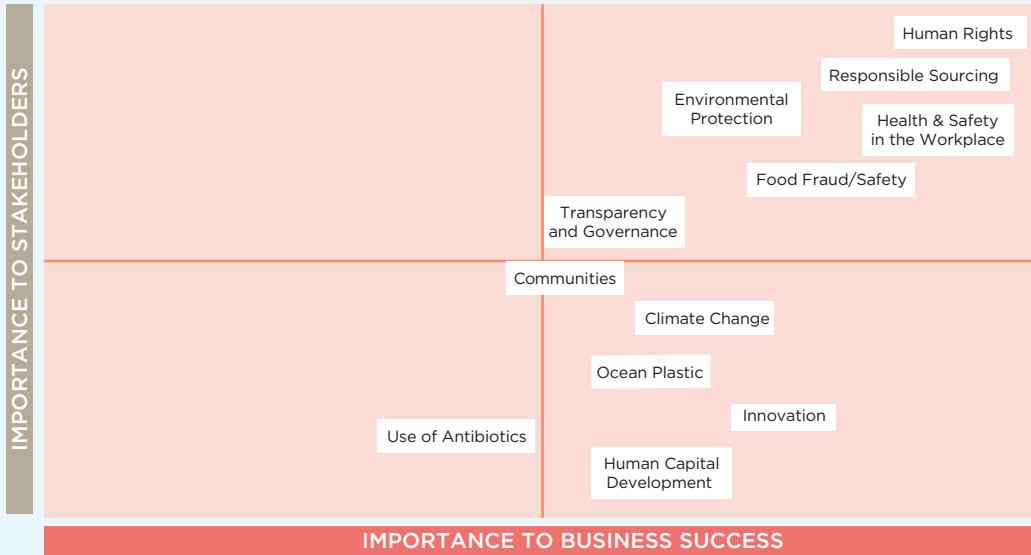 IMPORTANCE TO STAKEHOLDERS
Human Rights
Responsible Sourcing
Environmental
Protection
Health & Safety
in the Workplace
Food Fraud/Safety
Transparency
and Governance
Communities
Climate Change
Ocean Plastic
Innovation
Use of Antibiotics
Human Capital
Development
IMPORTANCE TO BUSINESS SUCCESS